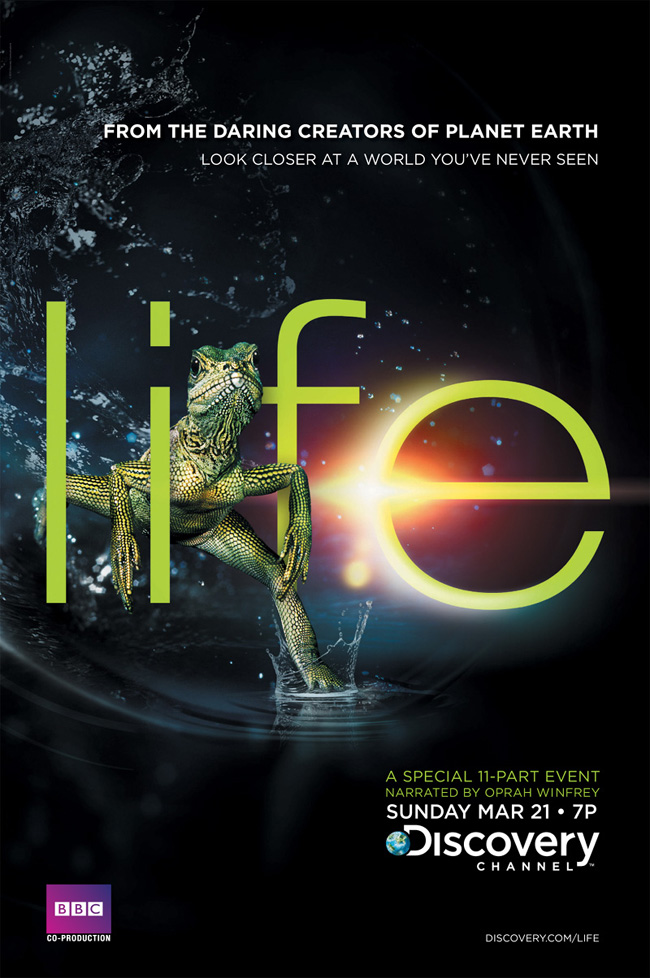 FROM THE DARING CREATORS OF PLANET EARTH
LOOK CLOSER AT A WORLD YOU'VE NEVER SEEN
life
A SPECIAL 11-PART EVENT
NARRATED BY OPRAH WINFREY
SUNDAY MAR 21 • 7P
Discovery
CHANNEL™
BBC
CO-PRODUCTION
DISCOVERY.COM/LIFE